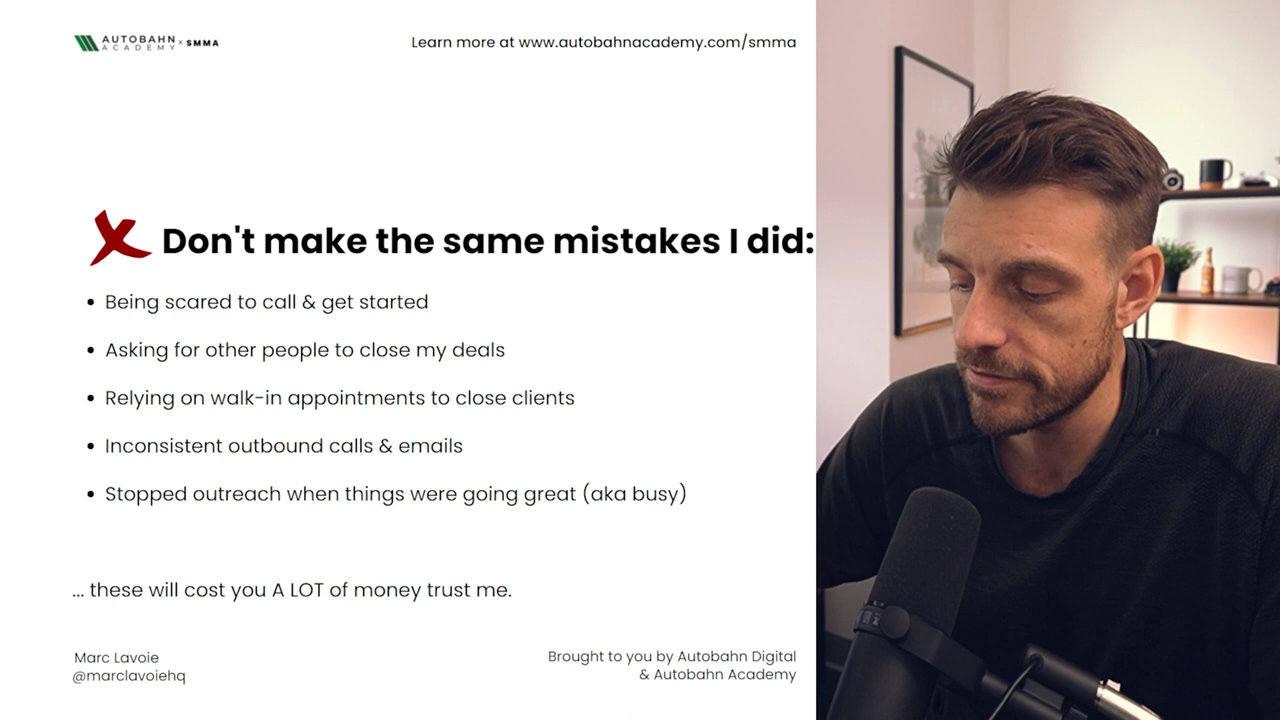 AUTOBAHN
ACADEMY × SMMA
Learn more at www.autobahnacademy.com/smma
Don't make the same mistakes I did:
• Being scared to call & get started
• Asking for other people to close my deals
• Relying on walk-in appointments to close clients
• Inconsistent outbound calls & emails
• Stopped outreach when things were going great (aka busy)
... these will cost you A LOT of money trust me.
Marc Lavoie
@marclavoiehq
Brought to you by Autobahn Digital
& Autobahn Academy